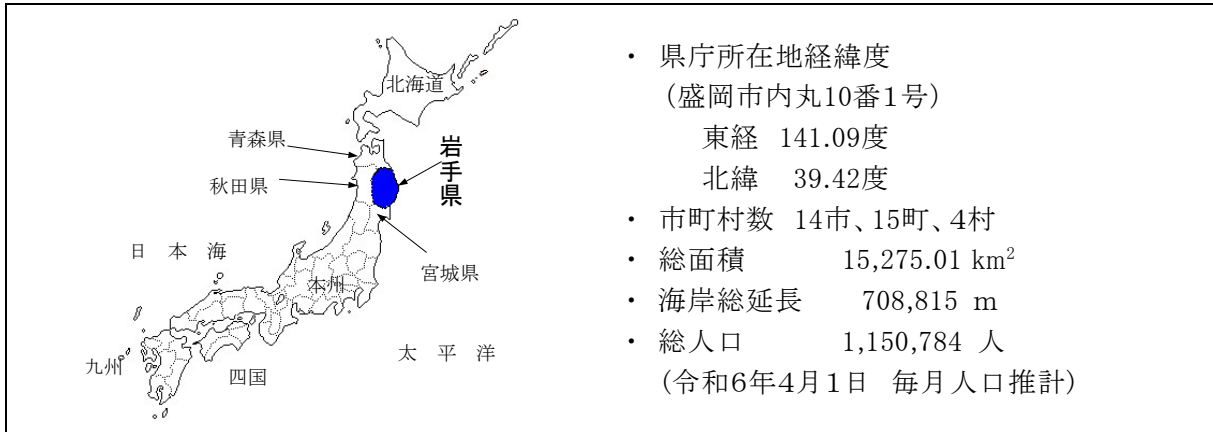 北海道
青森県
岩手県
秋田県
日 本 海
宮城県
本州
太 平 洋
九州
四国
・ 県庁所在地経緯度
(盛岡市内丸10番1号)
東経 141.09度
北緯 39.42度
・ 市町村数 14市、15町、4村
・ 総面積 15,275.01 km²
・ 海岸総延長 708,815 m
・ 総人口 1,150,784 人
(令和6年4月1日 毎月人口推計)